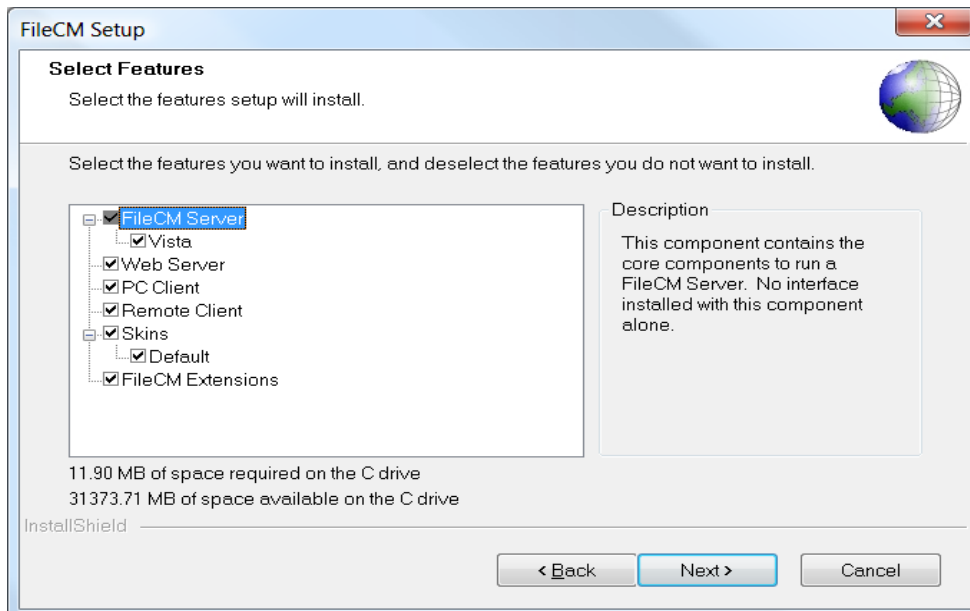 FileCM Setup
Select Features
Select the features setup will install.
Select the features you want to install, and deselect the features you do not want to install.
FileCM Server
Vista
Web Server
PC Client
Remote Client
Skins
Default
FileCM Extensions
Description
This component contains the
core components to run a
FileCM Server. No interface
installed with this component
alone.
11.90 MB of space required on the C drive
31373.71 MB of space available on the C drive
InstallShield
< Back
Next >
Cancel